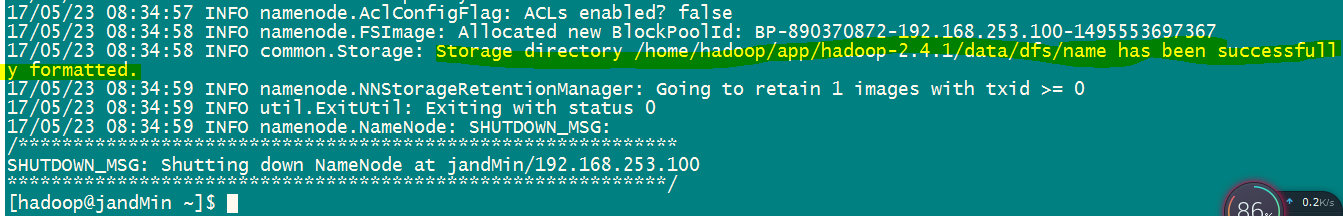 17/05/23 08:34:57 INFO namenode.AclConfigFlag: ACLs enabled? false
17/05/23 08:34:58 INFO namenode.FSImage: Allocated new BlockPoolId: BP-890370872-192.168.253.100-1495553697367
17/05/23 08:34:58 INFO common.Storage: Storage directory /home/hadoop/app/hadoop-2.4.1/data/dfs/name has been successfull
y formatted.
17/05/23 08:34:59 INFO namenode.NNStorageRetentionManager: Going to retain 1 images with txid >= 0
17/05/23 08:34:59 INFO util.ExitUtil: Exiting with status 0
17/05/23 08:34:59 INFO namenode.NameNode: SHUTDOWN_MSG:
/************************************************************
SHUTDOWN_MSG: Shutting down NameNode at jandMin/192.168.253.100
************************************************************/
[hadoop@jandMin ~]$
86%
0.2K/s